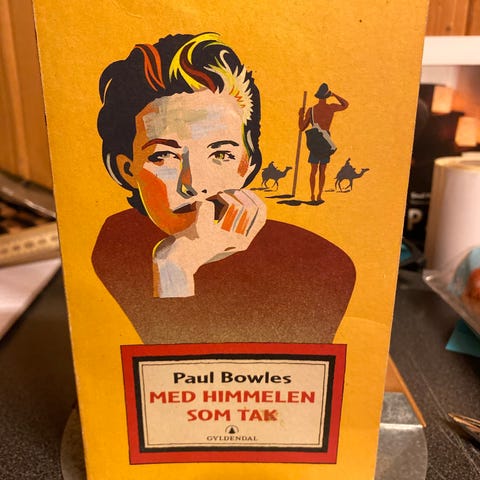 Paul Bowles
MED HIMMELEN
SOM TAK
GYLDENDAL